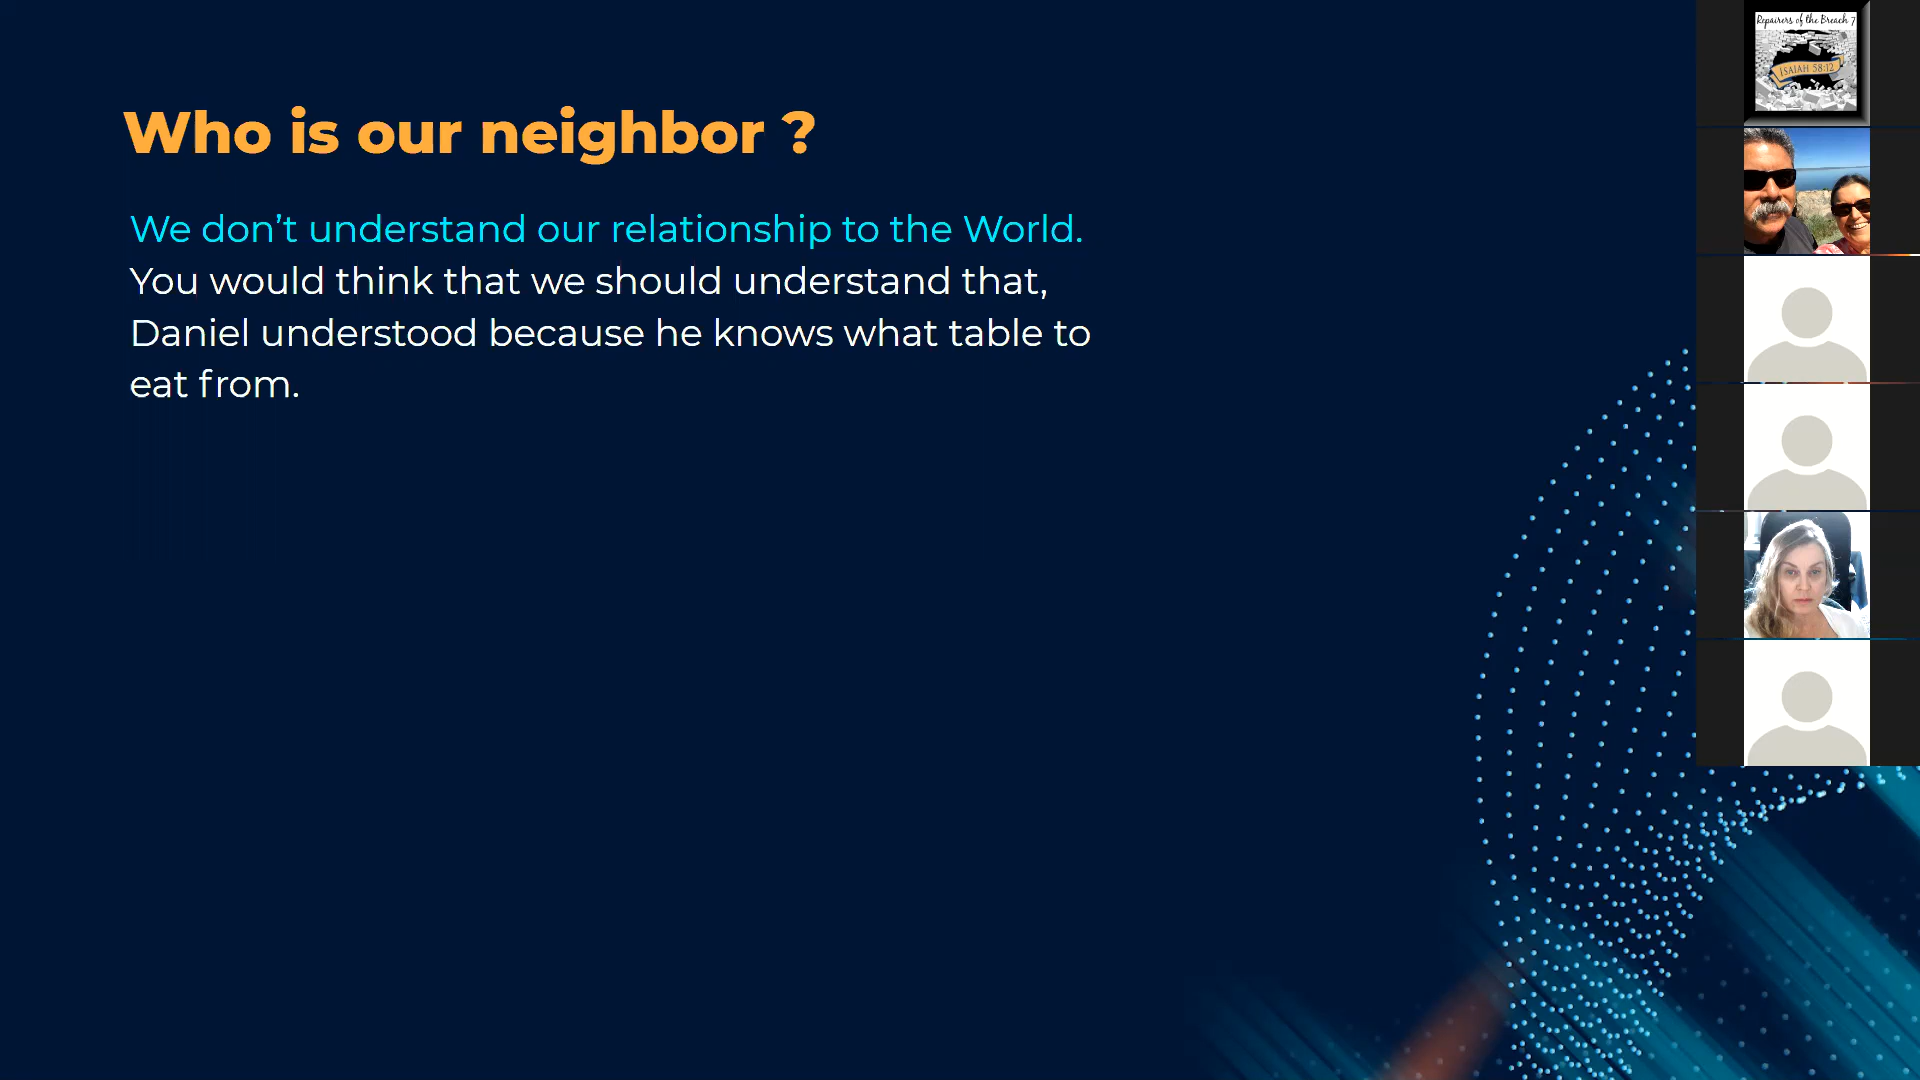 Who is our neighbor ?
We don’t understand our relationship to the World.
You would think that we should understand that,
Daniel understood because he knows what table to
eat from.
Repairers of the Breach 7
ISAIAH 58:12